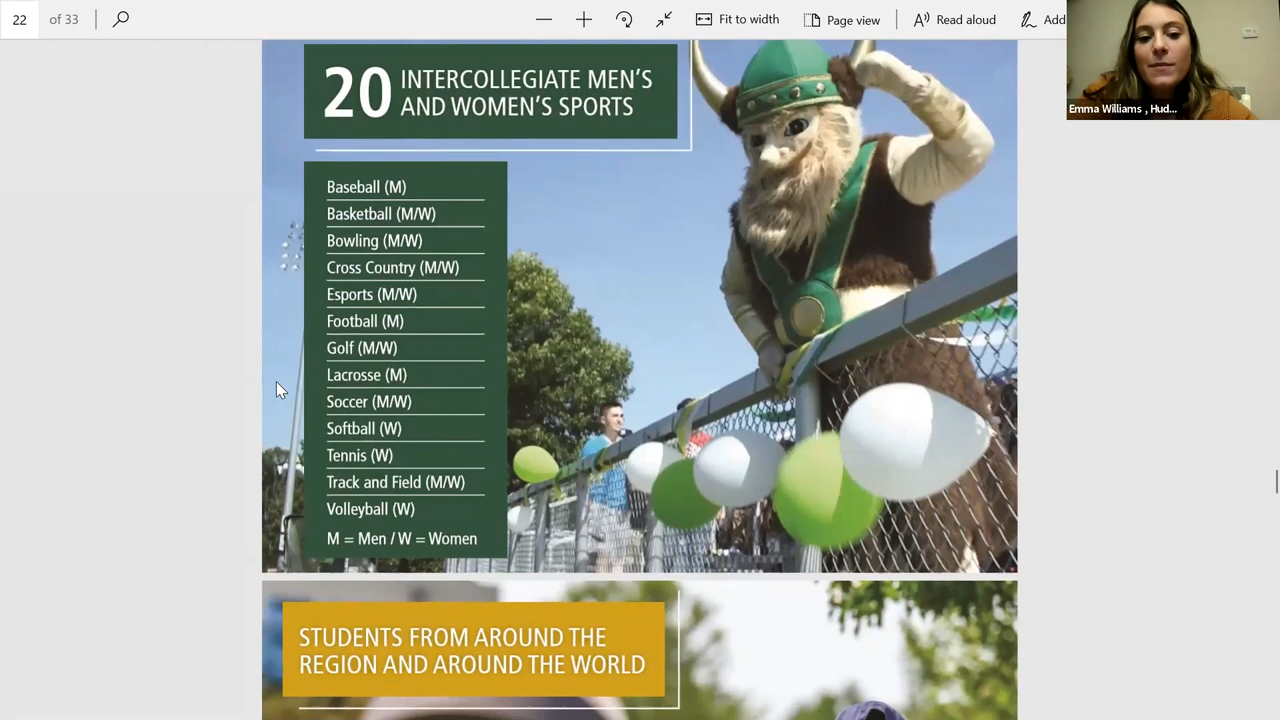 22 of 33
Fit to width
Page view
Read aloud
Add
Emma Williams , Hud...
20 INTERCOLLEGIATE MEN'S
AND WOMEN'S SPORTS
Baseball (M)
Basketball (M/W)
Bowling (M/W)
Cross Country (M/W)
Esports (M/W)
Football (M)
Golf (M/W)
Lacrosse (M)
Soccer (M/W)
Softball (W)
Tennis (W)
Track and Field (M/W)
Volleyball (W)
M = Men / W = Women
STUDENTS FROM AROUND THE
REGION AND AROUND THE WORLD